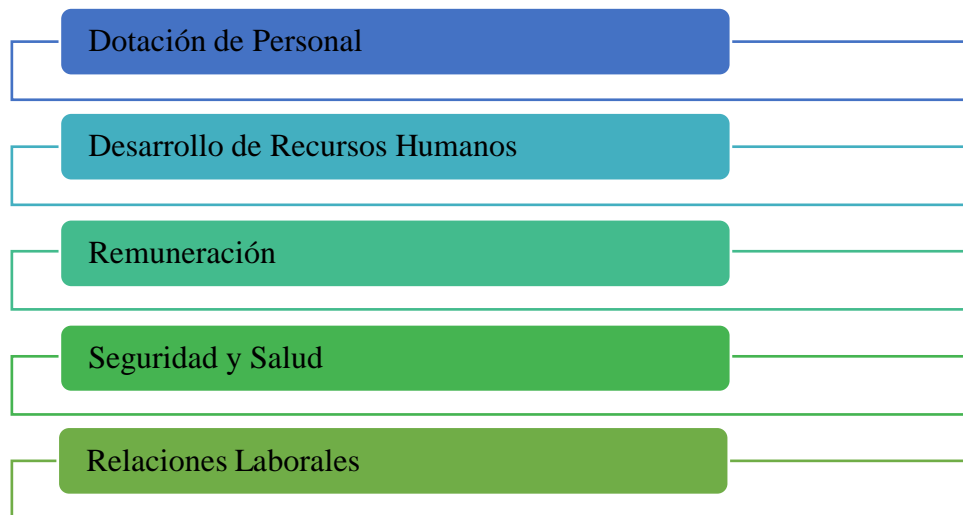 Dotación de Personal
Desarrollo de Recursos Humanos
Remuneración
Seguridad y Salud
Relaciones Laborales